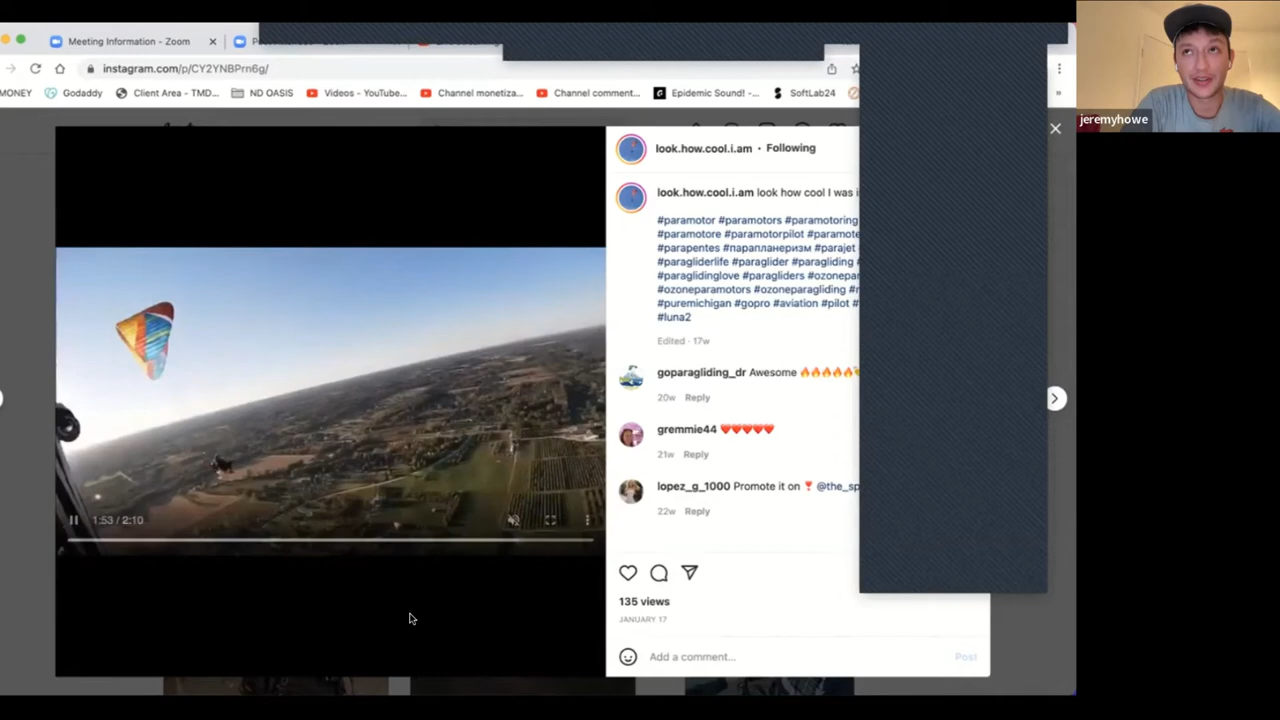 Meeting Information - Zoom
instagram.com/p/CY2YNBPrn6g/
MONEY Godaddy Client Area - TMD... ND OASIS Videos - YouTube... Channel monetiza... Channel comment... Epidemic Sound! -... SoftLab24 »
jeremyhowe
look.how.cool.i.am • Following
look.how.cool.i.am look how cool I was
#paramotor #paramotors #paramotoring
#paramotore #paramotorpilot
#parapentes #парапланеризм #parajet
#paragliderlife #paraglider #paragliding
#paraglidinglove #paragliders
#ozoneparamotors #ozoneparagliding
#puremichigan #gopro #aviation #pilot #
#luna2
Edited · 17w
goparagliding_dr Awesome 🔥🔥🔥🔥🔥
20w Reply
gremmie44 ❤️❤️❤️❤️❤️
21w Reply
lopez_g_1000 Promote it on ❣️
22w Reply
1:53 / 2:10
135 views
JANUARY 17
Add a comment... Post